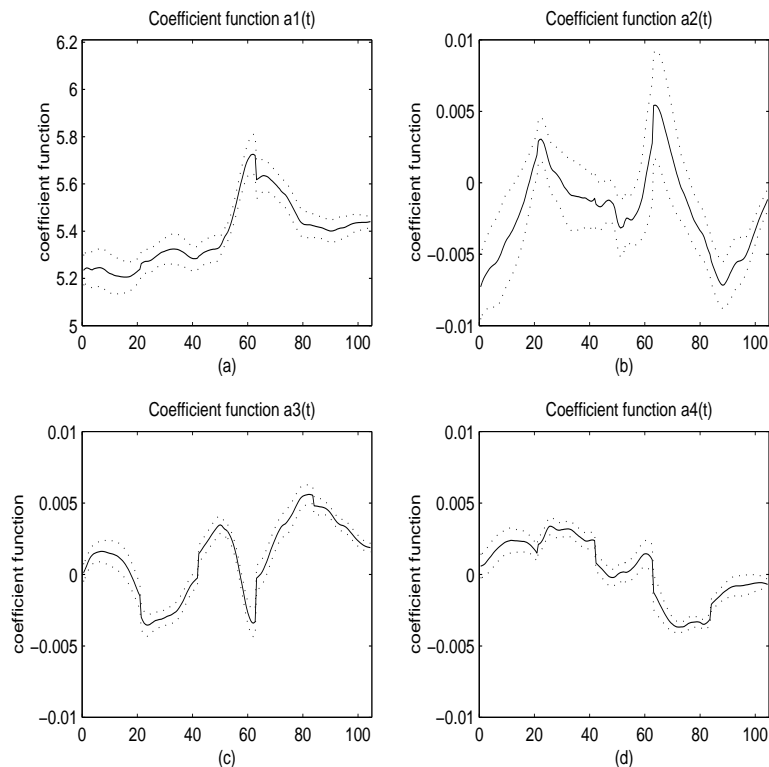 Coefficient function a1(t)
6.2
6
5.8
5.6
5.4
5.2
5
coefficient function
0 20 40 60 80 100
(a)
Coefficient function a2(t)
0.01
0.005
0
−0.005
−0.01
coefficient function
0 20 40 60 80 100
(b)
Coefficient function a3(t)
0.01
0.005
0
−0.005
−0.01
coefficient function
0 20 40 60 80 100
(c)
Coefficient function a4(t)
0.01
0.005
0
−0.005
−0.01
coefficient function
0 20 40 60 80 100
(d)